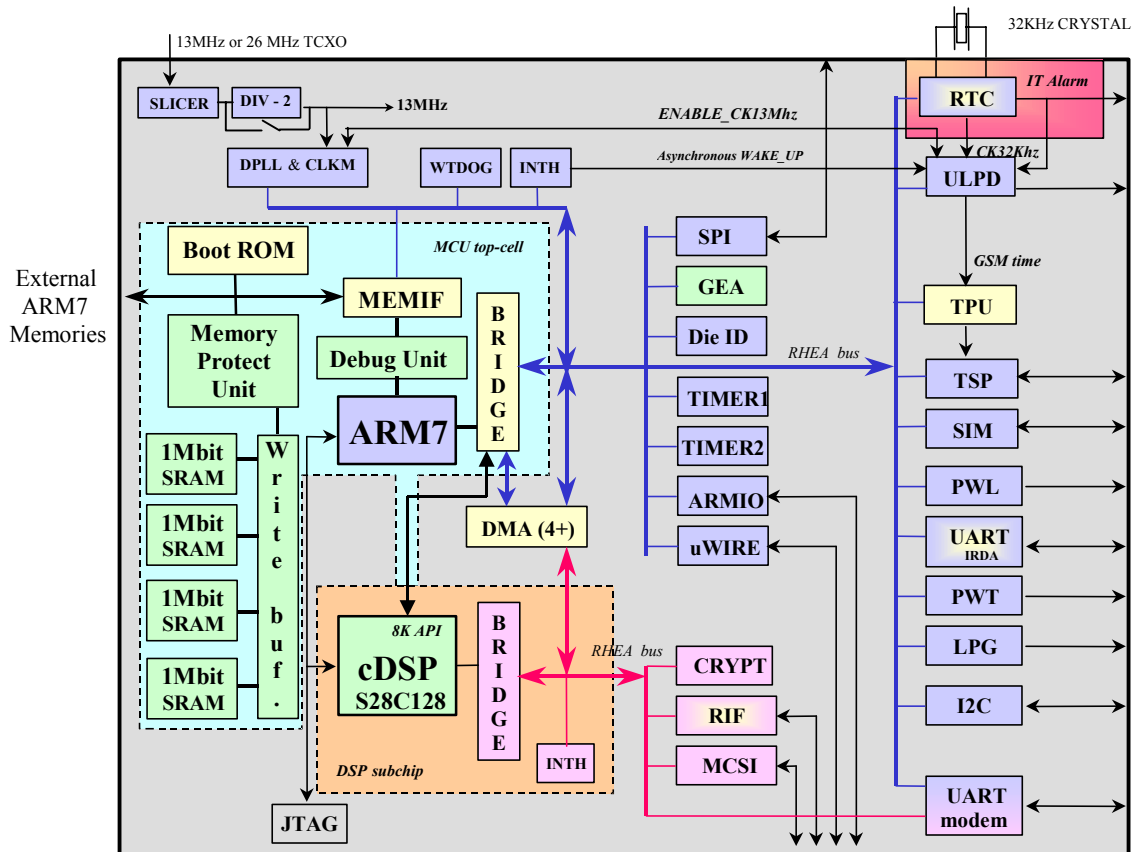 13MHz or 26 MHz TCXO
32KHz CRYSTAL
SLICER
DIV - 2
13MHz
IT Alarm
RTC
ENABLE_CK13Mhz
DPLL & CLKM
WTDOG
INTH
Asynchronous WAKE_UP
CK32Khz
ULPD
MCU top-cell
Boot ROM
External
ARM7
Memories
MEMIF
Memory
Protect
Unit
Debug Unit
ARM7
BRIDGE
SPI
GEA
Die ID
TIMER1
TIMER2
ARMIO
uWIRE
RHEA bus
GSM time
TPU
TSP
SIM
PWL
UART
IRDA
PWT
LPG
I2C
UART
modem
1Mbit
SRAM
1Mbit
SRAM
1Mbit
SRAM
1Mbit
SRAM
Write buf.
DMA (4+)
8K API
cDSP
S28C128
BRIDGE
RHEA bus
INTH
DSP subchip
CRYPT
RIF
MCSI
JTAG